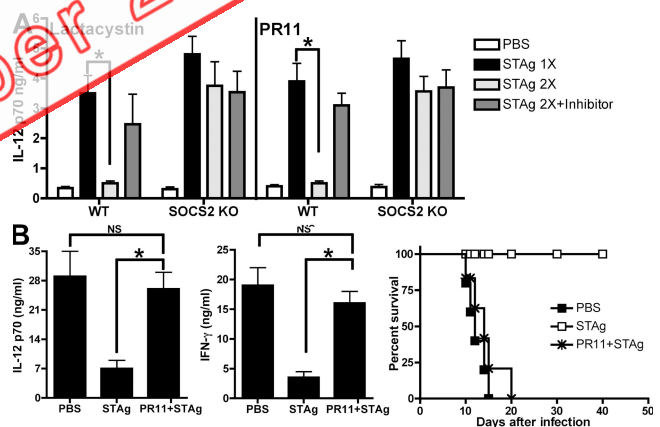 A
6
Lactacystin
PR11
PBS
STAg 1X
STAg 2X
STAg 2X+Inhibitor
*
*
IL-12 p70 ng/ml
3
2
1
0
WT
SOCS2 KO
WT
SOCS2 KO
B
NS
*
IL-12 p70 (ng/ml)
35
28
21
14
7
0
PBS
STAg
PR11+STAg
NS
*
IFN-γ (ng/ml)
25
20
15
10
5
0
PBS
STAg
PR11+STAg
Percent survival
100
75
50
25
0
PBS
STAg
PR11+STAg
0
10
20
30
40
50
Days after infection